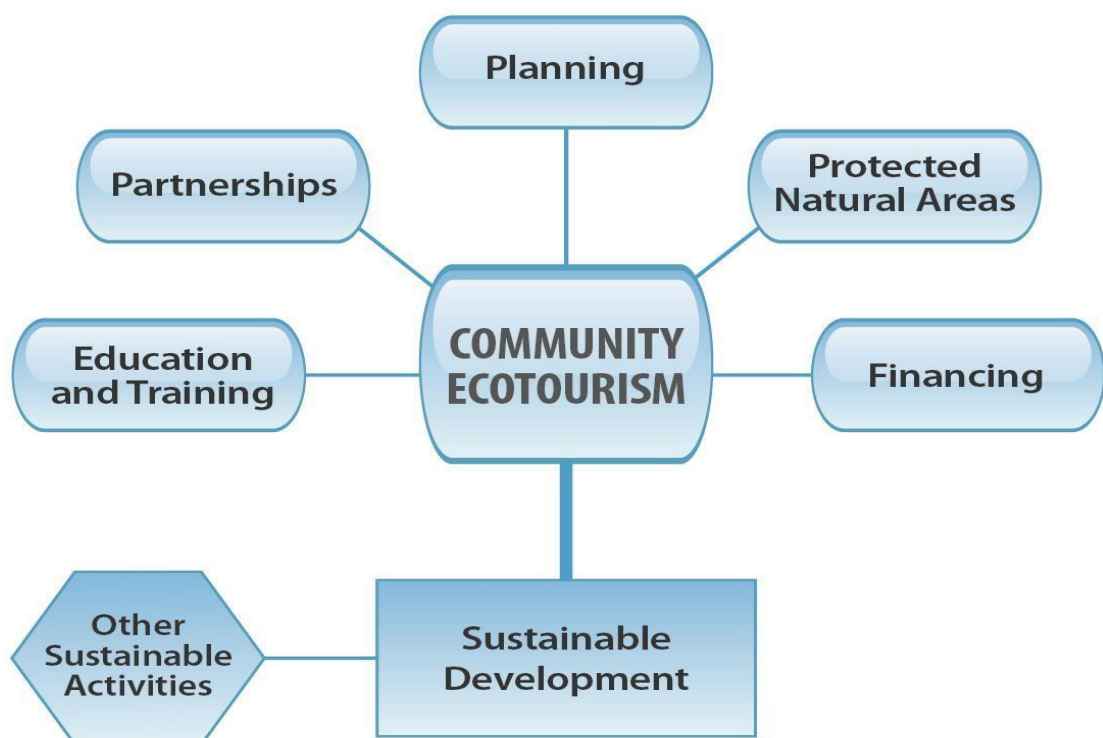 Planning
Partnerships
Protected
Natural Areas
COMMUNITY
ECOTOURISM
Education
and Training
Financing
Other
Sustainable
Activities
Sustainable
Development